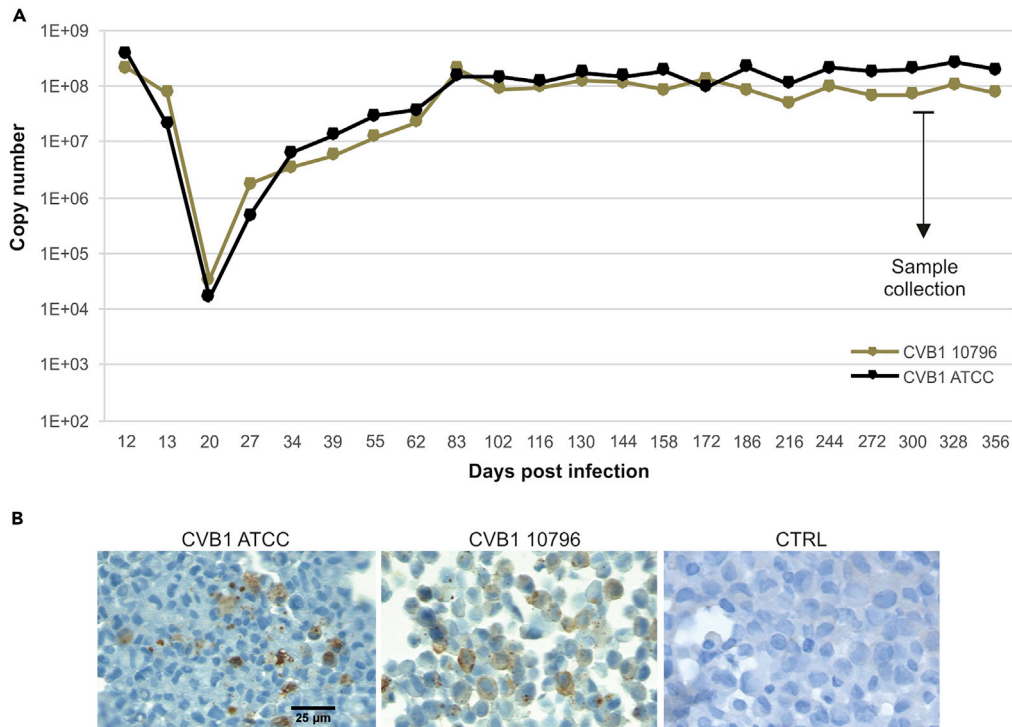 A
1E+09
1E+08
1E+07
1E+06
1E+05
1E+04
1E+03
1E+02
Copy number
Sample
collection
CVB1 10796
CVB1 ATCC
12 13 20 27 34 39 55 62 83 102 116 130 144 158 172 186 216 244 272 300 328 356
Days post infection
B
CVB1 ATCC CVB1 10796 CTRL
25 µm